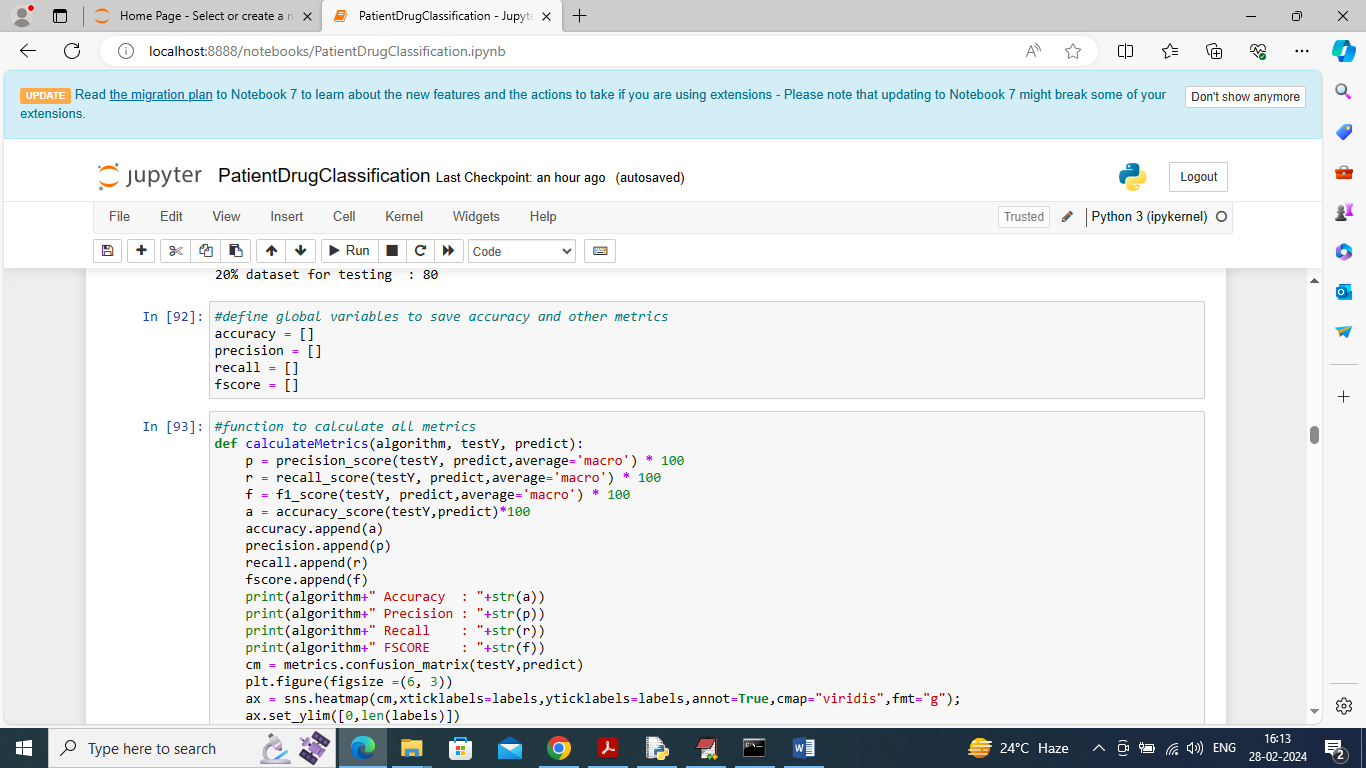 Home Page - Select or create a n
PatientDrugClassification - Jupyte
localhost:8888/notebooks/PatientDrugClassification.ipynb
UPDATE Read the migration plan to Notebook 7 to learn about the new features and the actions to take if you are using extensions - Please note that updating to Notebook 7 might break some of your
extensions.
Don't show anymore
jupyter PatientDrugClassification Last Checkpoint: an hour ago (autosaved)
Logout
File Edit View Insert Cell Kernel Widgets Help
Trusted Python 3 (ipykernel)
Run Code
20% dataset for testing  : 80
In [92]: #define global variables to save accuracy and other metrics
accuracy = []
precision = []
recall = []
fscore = []
In [93]: #function to calculate all metrics
def calculateMetrics(algorithm, testY, predict):
    p = precision_score(testY, predict,average='macro') * 100
    r = recall_score(testY, predict,average='macro') * 100
    f = f1_score(testY, predict,average='macro') * 100
    a = accuracy_score(testY,predict)*100
    accuracy.append(a)
    precision.append(p)
    recall.append(r)
    fscore.append(f)
    print(algorithm+" Accuracy  : "+str(a))
    print(algorithm+" Precision : "+str(p))
    print(algorithm+" Recall    : "+str(r))
    print(algorithm+" FSCORE    : "+str(f))
    cm = metrics.confusion_matrix(testY,predict)
    plt.figure(figsize =(6, 3))
    ax = sns.heatmap(cm,xticklabels=labels,yticklabels=labels,annot=True,cmap="viridis",fmt="g");
    ax.set_ylim([0,len(labels)])
Type here to search
24°C Haze
ENG
16:13
28-02-2024
2